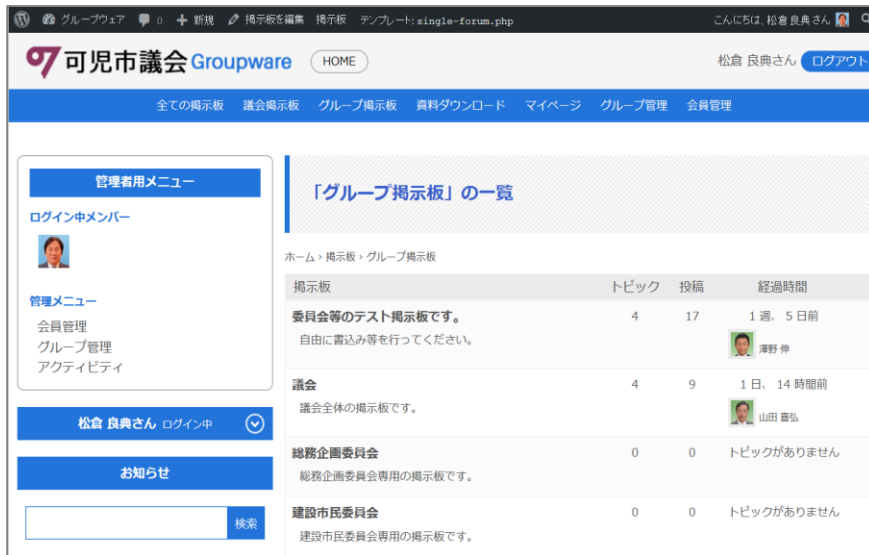 グループウェア 0 + 新規 掲示板を編集 掲示板 テンプレート: single-forum.php こんにちは, 松倉 良典 さん
可児市議会 Groupware HOME 松倉 良典さん ログアウト
全ての掲示板 議会掲示板 グループ掲示板 資料ダウンロード マイページ グループ管理 会員管理
管理者用メニュー
ログイン中メンバー
管理メニュー
会員管理
グループ管理
アクティビティ
松倉 良典さん ログイン中
お知らせ
検索
「グループ掲示板」の一覧
ホーム › 掲示板 › グループ掲示板
掲示板 トピック 投稿 経過時間
委員会等のテスト掲示板です。 4 17 1 週、 5 日前
自由に書込み等を行ってください。 澤野 伸
議会 4 9 1 日、 14 時間前
議会全体の掲示板です。 山田 喜弘
総務企画委員会 0 0 トピックがありません
総務企画委員会専用の掲示板です。
建設市民委員会 0 0 トピックがありません
建設市民委員会専用の掲示板です。